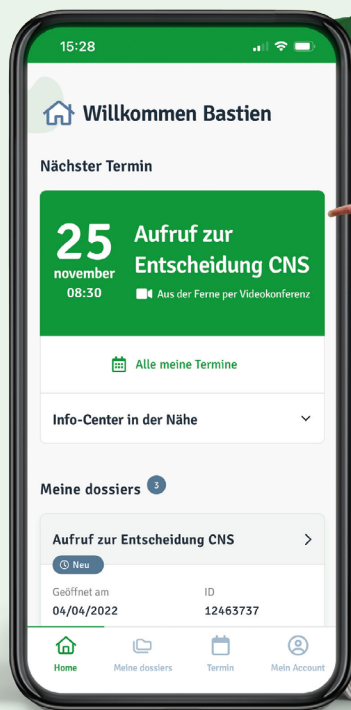 15:28
Willkommen Bastien
Nächster Termin
25
november
08:30
Aufruf zur
Entscheidung CNS
Aus der Ferne per Videokonferenz
Alle meine Termine
Info-Center in der Nähe
Meine dossiers 3
Aufruf zur Entscheidung CNS
Neu
Geöffnet am
04/04/2022
ID
12463737
Home
Meine dossiers
Termin
Mein Account